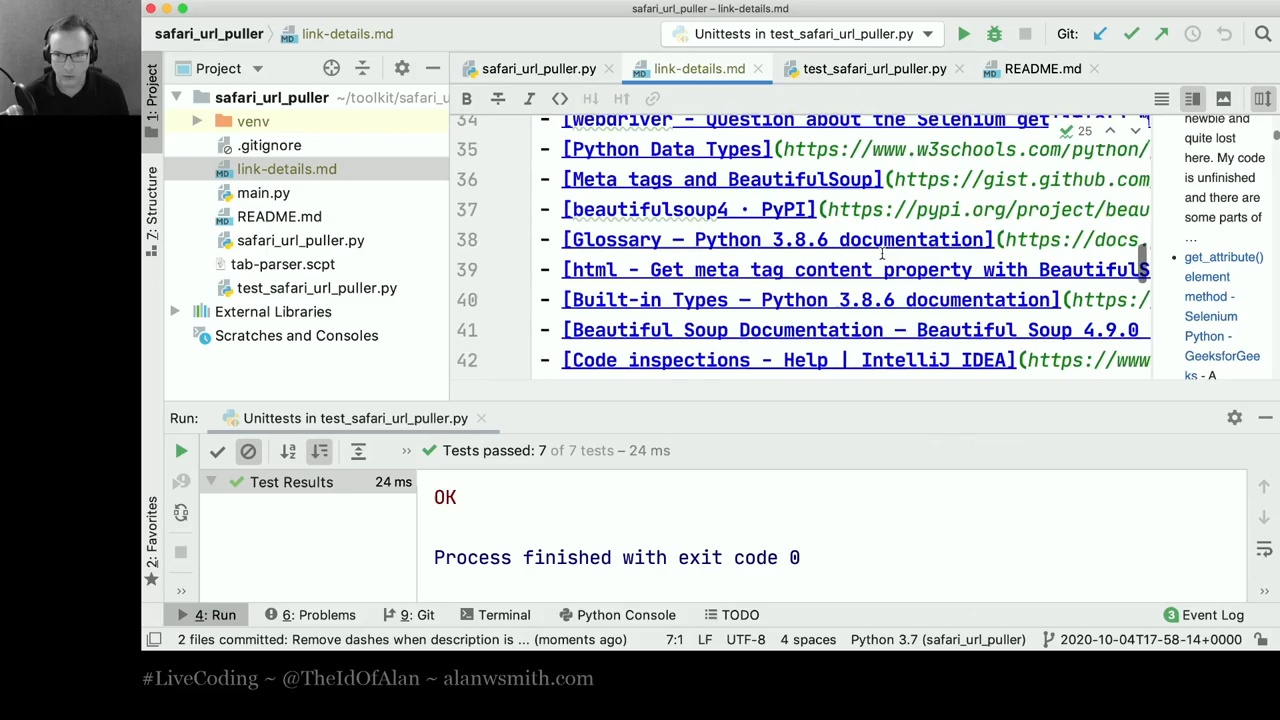 safari_url_puller – link-details.md
safari_url_puller
link-details.md
Unittests in test_safari_url_puller.py
Git:
1: Project
7: Structure
2: Favorites
Project
safari_url_puller ~/toolkit/safari_u
venv
.gitignore
link-details.md
main.py
README.md
safari_url_puller.py
tab-parser.scpt
test_safari_url_puller.py
External Libraries
Scratches and Consoles
safari_url_puller.py
link-details.md
test_safari_url_puller.py
README.md
B
I
H↓
H↑
25
34 - [webdriver - Question about the Selenium get
35 - [Python Data Types](https://www.w3schools.com/python/
36 - [Meta tags and BeautifulSoup](https://gist.github.com
37 - [beautifulsoup4 · PyPI](https://pypi.org/project/beau
38 - [Glossary — Python 3.8.6 documentation](https://docs.
39 - [html - Get meta tag content property with BeautifulS
40 - [Built-in Types — Python 3.8.6 documentation](https:/
41 - [Beautiful Soup Documentation — Beautiful Soup 4.9.0
42 - [Code inspections - Help | IntelliJ IDEA](https://www
newbie and
quite lost
here. My code
is unfinished
and there are
some parts of
…
get_attribute()
element
method -
Selenium
Python -
GeeksforGee
ks - A
Run:
Unittests in test_safari_url_puller.py
Tests passed: 7 of 7 tests – 24 ms
Test Results
24 ms
OK
Process finished with exit code 0
4: Run
6: Problems
9: Git
Terminal
Python Console
TODO
3 Event Log
2 files committed: Remove dashes when description is ... (moments ago)
7:1
LF
UTF-8
4 spaces
Python 3.7 (safari_url_puller)
2020-10-04T17-58-14+0000
#LiveCoding ~ @TheIdOfAlan ~ alanwsmith.com